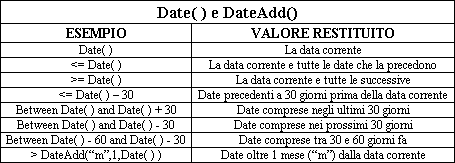 Date( ) e DateAdd()
ESEMPIO VALORE RESTITUITO
Date( ) La data corrente
<= Date( ) La data corrente e tutte le date che la precedono
>= Date( ) La data corrente e tutte le successive
<= Date( ) – 30 Date precedenti a 30 giorni prima della data corrente
Between Date( ) and Date( ) + 30 Date comprese negli ultimi 30 giorni
Between Date( ) and Date( ) - 30 Date comprese nei prossimi 30 giorni
Between Date( ) - 60 and Date( ) - 30 Date comprese tra 30 e 60 giorni fa
> DateAdd(“m”,1,Date( ) ) Date oltre 1 mese (“m”) dalla data corrente